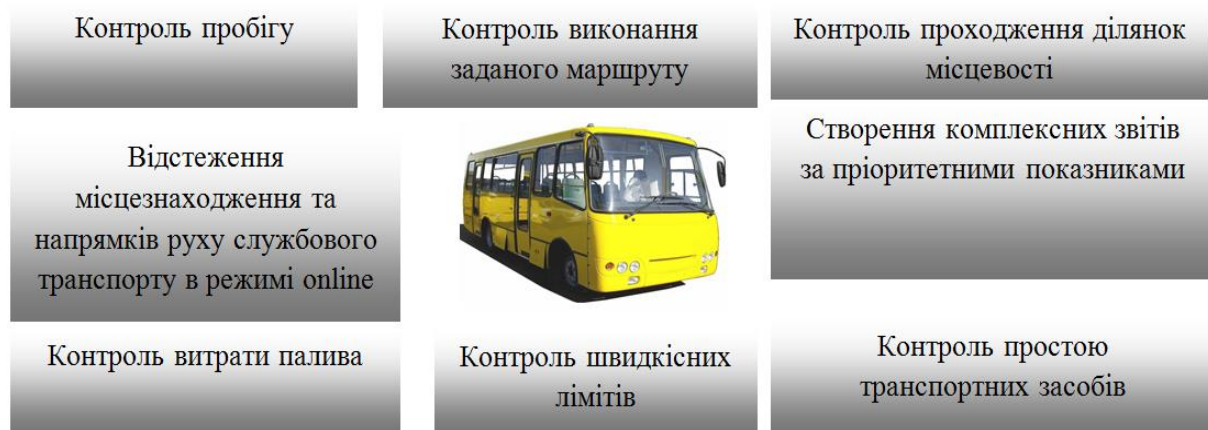 Контроль пробігу
Контроль виконання
заданого маршруту
Контроль проходження ділянок
місцевості
Відстеження
місцезнаходження та
напрямків руху службового
транспорту в режимі online
Створення комплексних звітів
за пріоритетними показниками
Контроль витрати палива
Контроль швидкісних
лімітів
Контроль простою
транспортних засобів